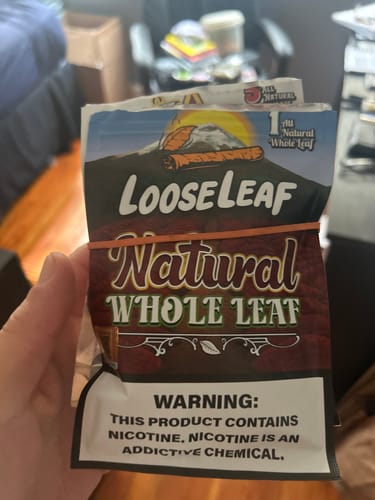 5 ALL
NATURAL
1 All
Natural
Whole Leaf
LOOSELEAF
Natural
WHOLE LEAF
WARNING:
THIS PRODUCT CONTAINS
NICOTINE. NICOTINE IS AN
ADDICTIVE CHEMICAL.